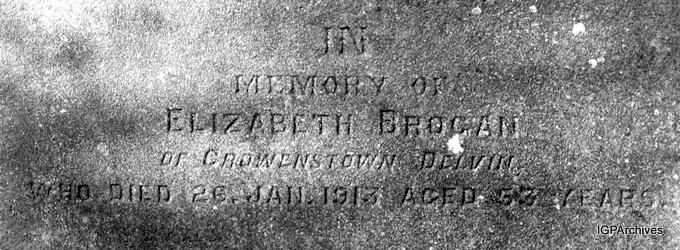 IN
MEMORY OF
ELIZABETH BROGAN
OF CROWENSTOWN DELVIN,
WHO DIED 26. JAN. 1913 AGED 53 YEARS.
IGPArchives